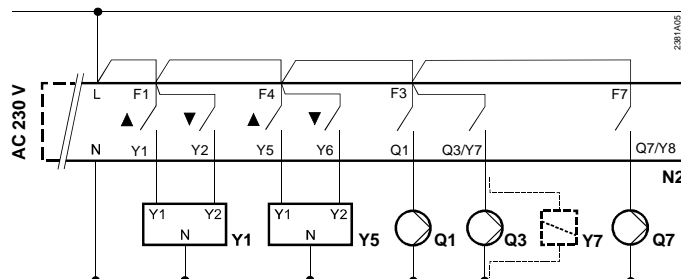 2381A05
AC 230 V
L F1 F4 F3 F7
▲ ▼ ▲ ▼
N Y1 Y2 Y5 Y6 Q1 Q3/Y7 Q7/Y8
N2
Y1 Y2 Y1 Y2
N Y1 N Y5 Q1 Q3 Y7 Q7